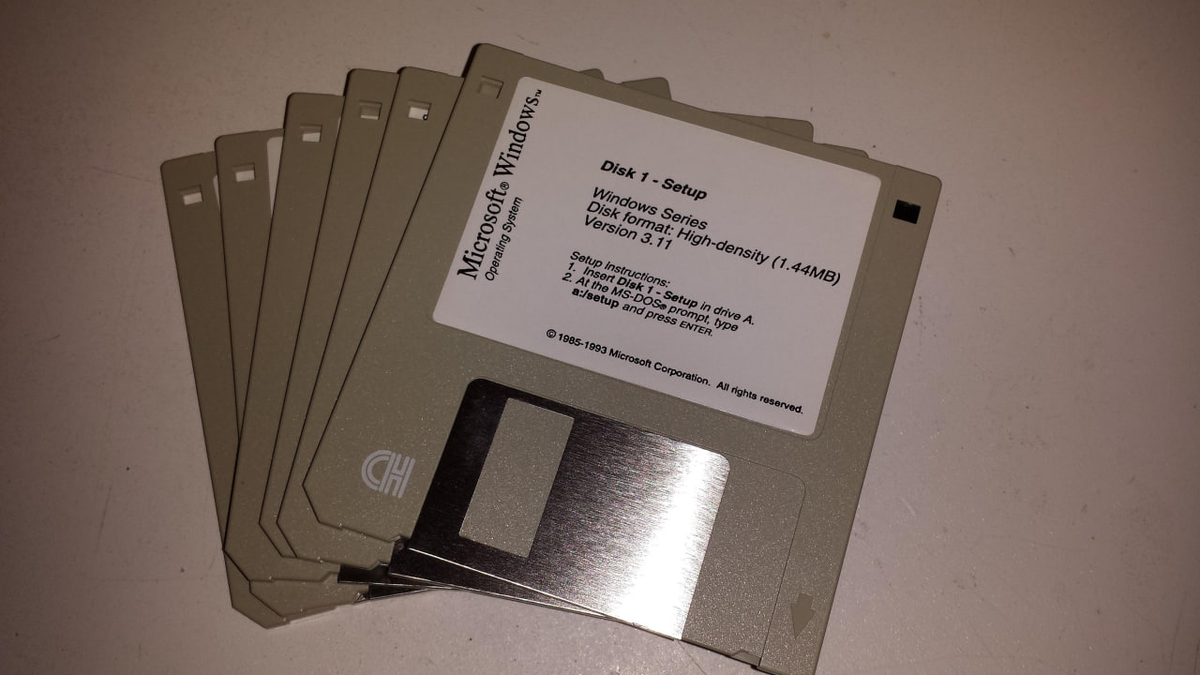 Microsoft® Windows™
Operating System
Disk 1 - Setup
Windows Series
Disk format: High-density (1.44MB)
Version 3.11
Setup instructions:
1. Insert Disk 1 - Setup in drive A.
2. At the MS-DOS® prompt, type
a:/setup and press ENTER.
© 1985-1993 Microsoft Corporation. All rights reserved.
CH